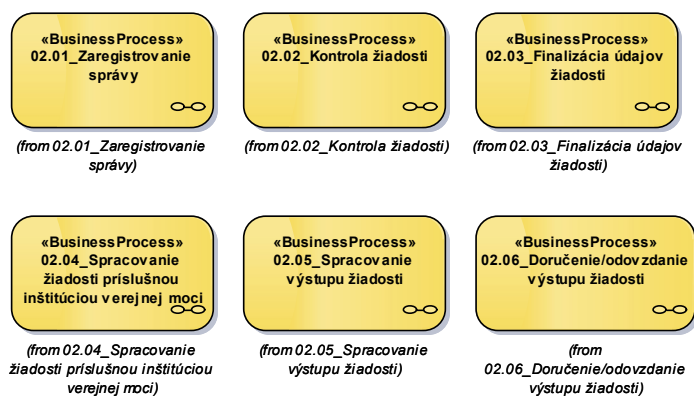 «BusinessProcess»
02.01_Zaregistrovanie
správy
(from 02.01_Zaregistrovanie
správy)
«BusinessProcess»
02.02_Kontrola žiadosti
(from 02.02_Kontrola žiadosti)
«BusinessProcess»
02.03_Finalizácia údajov
žiadosti
(from 02.03_Finalizácia údajov
žiadosti)
«BusinessProcess»
02.04_Spracovanie
žiadosti príslušnou
inštitúciou verejnej moci
(from 02.04_Spracovanie
žiadosti príslušnou inštitúciou
verejnej moci)
«BusinessProcess»
02.05_Spracovanie
výstupu žiadosti
(from 02.05_Spracovanie
výstupu žiadosti)
«BusinessProcess»
02.06_Doručenie/odovzdanie
výstupu žiadosti
(from
02.06_Doručenie/odovzdanie
výstupu žiadosti)